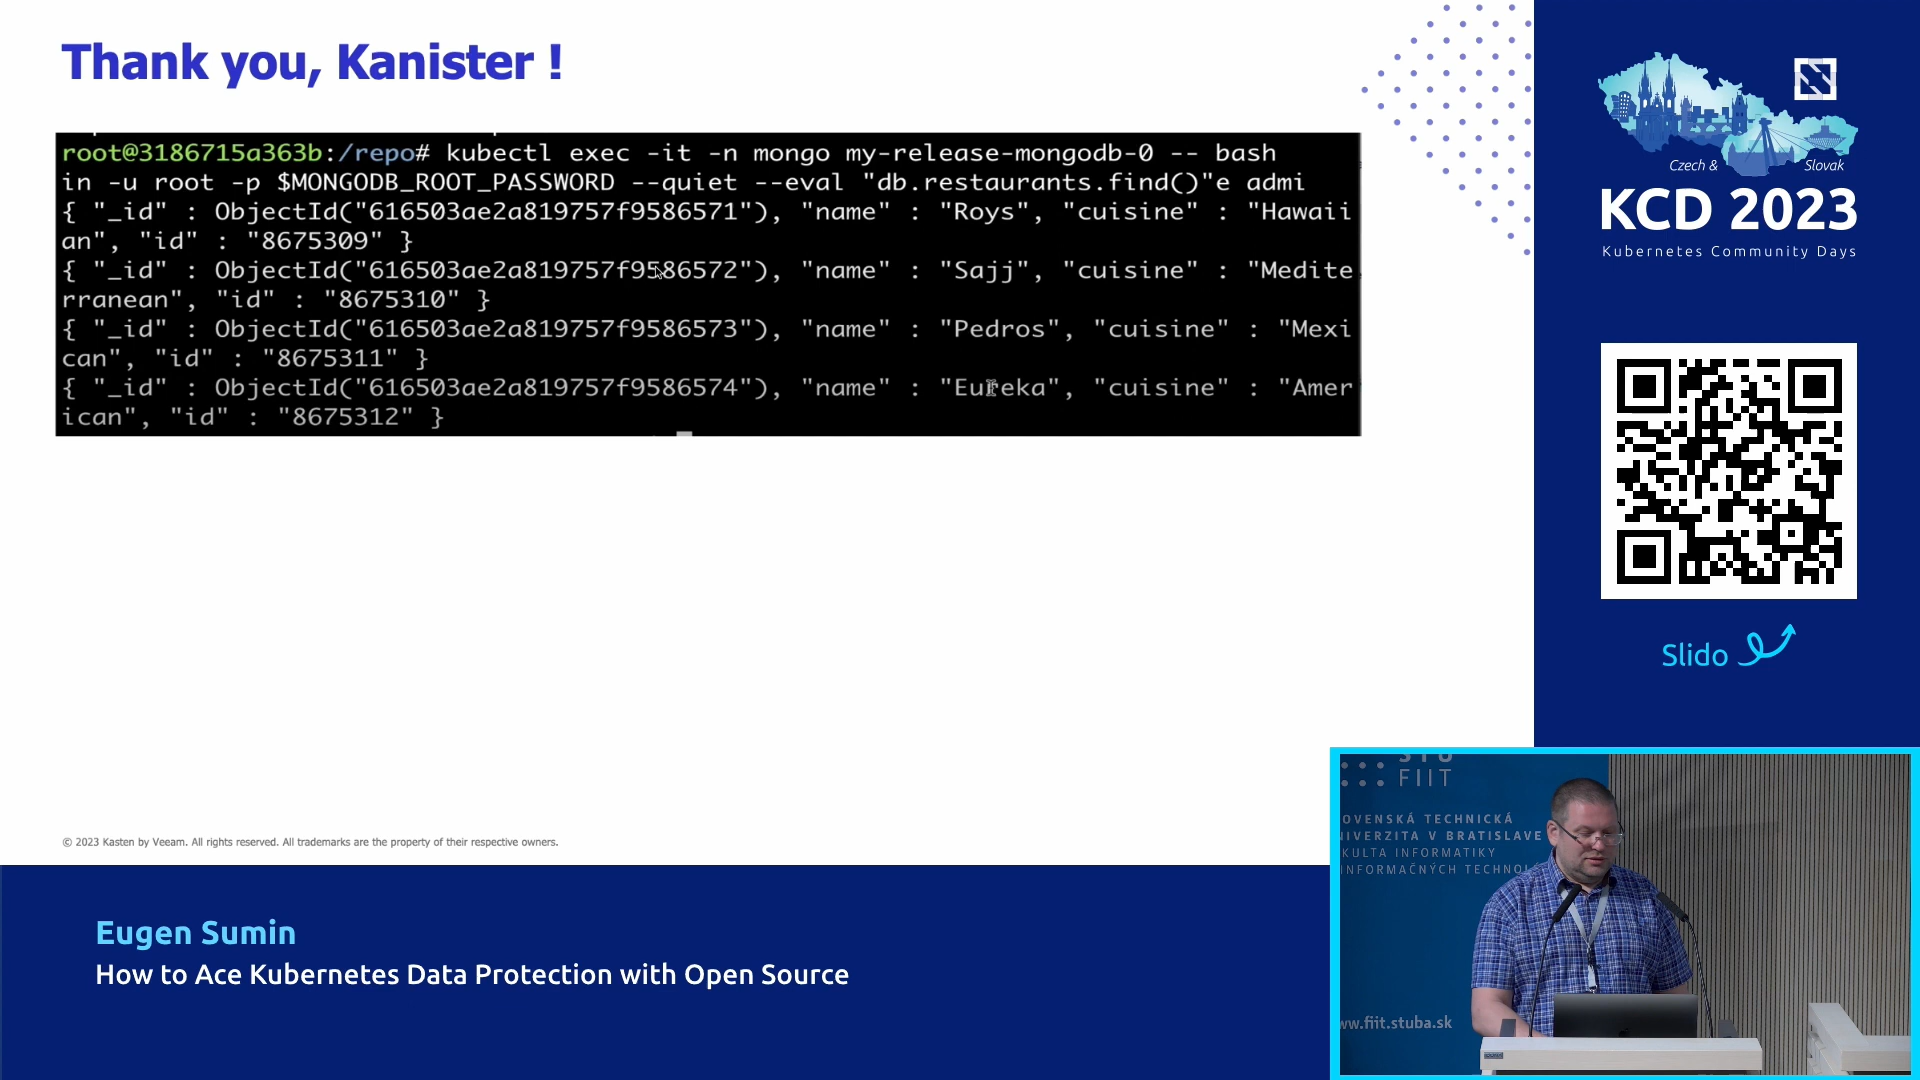 Thank you, Kanister !
root@3186715a363b:/repo# kubectl exec -it -n mongo my-release-mongodb-0 -- bash
in -u root -p $MONGODB_ROOT_PASSWORD --quiet --eval "db.restaurants.find()"e admi
{ "_id" : ObjectId("616503ae2a819757f9586571"), "name" : "Roys", "cuisine" : "Hawaii
an", "id" : "8675309" }
{ "_id" : ObjectId("616503ae2a819757f9586572"), "name" : "Sajj", "cuisine" : "Medite
rranean", "id" : "8675310" }
{ "_id" : ObjectId("616503ae2a819757f9586573"), "name" : "Pedros", "cuisine" : "Mexi
can", "id" : "8675311" }
{ "_id" : ObjectId("616503ae2a819757f9586574"), "name" : "Eureka", "cuisine" : "Amer
ican", "id" : "8675312" }
© 2023 Kasten by Veeam. All rights reserved. All trademarks are the property of their respective owners.
Czech & Slovak
KCD 2023
Kubernetes Community Days
Slido
Eugen Sumin
How to Ace Kubernetes Data Protection with Open Source
STU
FIIT
OVENSKÁ TECHNICKÁ
IVERZITA V BRATISLAVE
KULTA INFORMATIKY
INFORMAČNÝCH TECHNOL
ww.fiit.stuba.sk